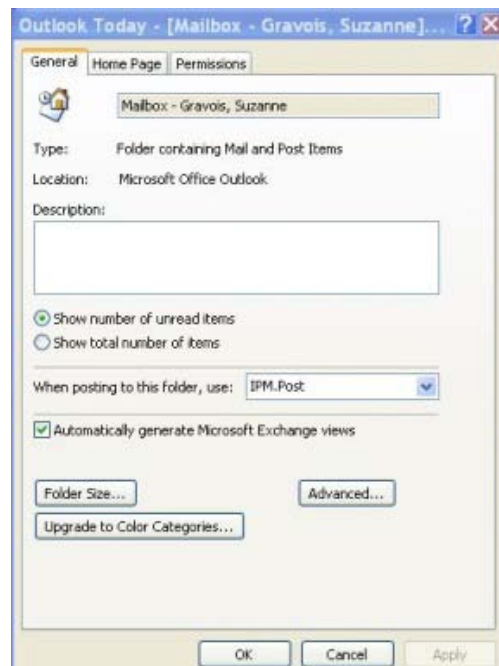 Outlook Today - [Mailbox - Gravois, Suzanne]...
General Home Page Permissions
Mailbox - Gravois, Suzanne
Type: Folder containing Mail and Post Items
Location: Microsoft Office Outlook
Description:
Show number of unread items
Show total number of items
When posting to this folder, use: IPM.Post
Automatically generate Microsoft Exchange views
Folder Size... Advanced...
Upgrade to Color Categories...
OK Cancel Apply